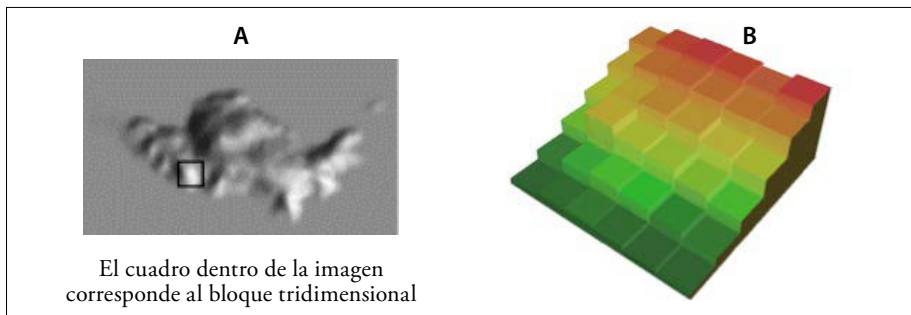 A
B
El cuadro dentro de la imagen
corresponde al bloque tridimensional